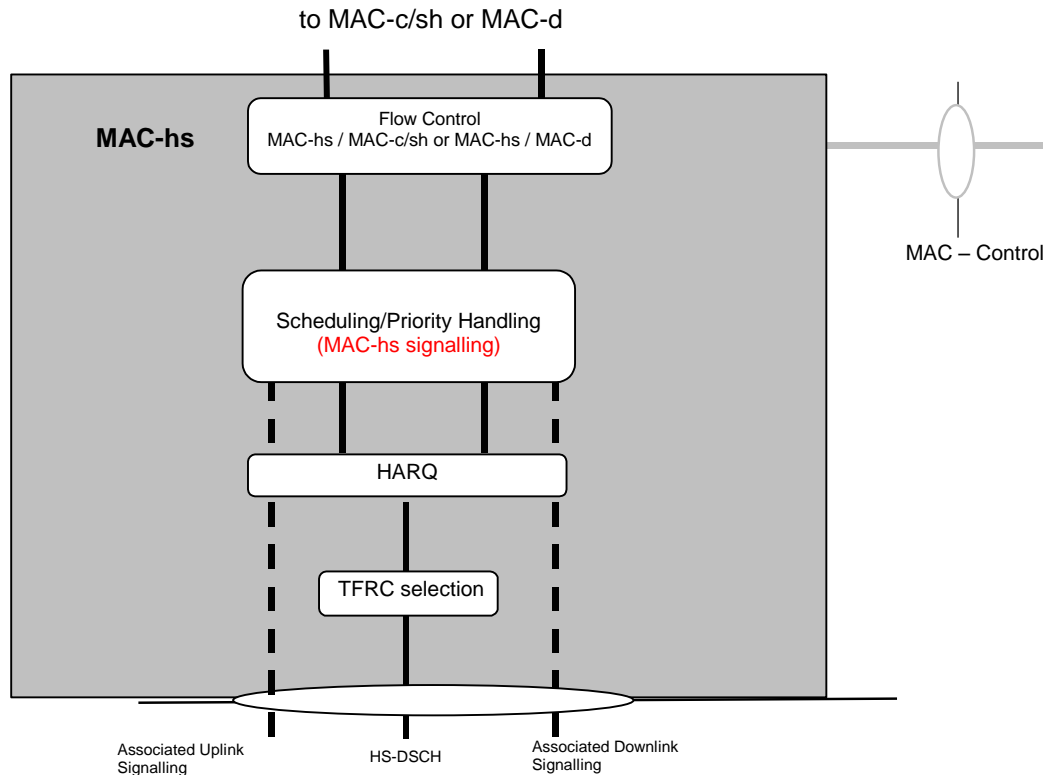 to MAC-c/sh or MAC-d
Flow Control
MAC-hs / MAC-c/sh or MAC-hs / MAC-d
MAC-hs
MAC – Control
Scheduling/Priority Handling
(MAC-hs signalling)
HARQ
TFRC selection
Associated Uplink
Signalling
HS-DSCH
Associated Downlink
Signalling